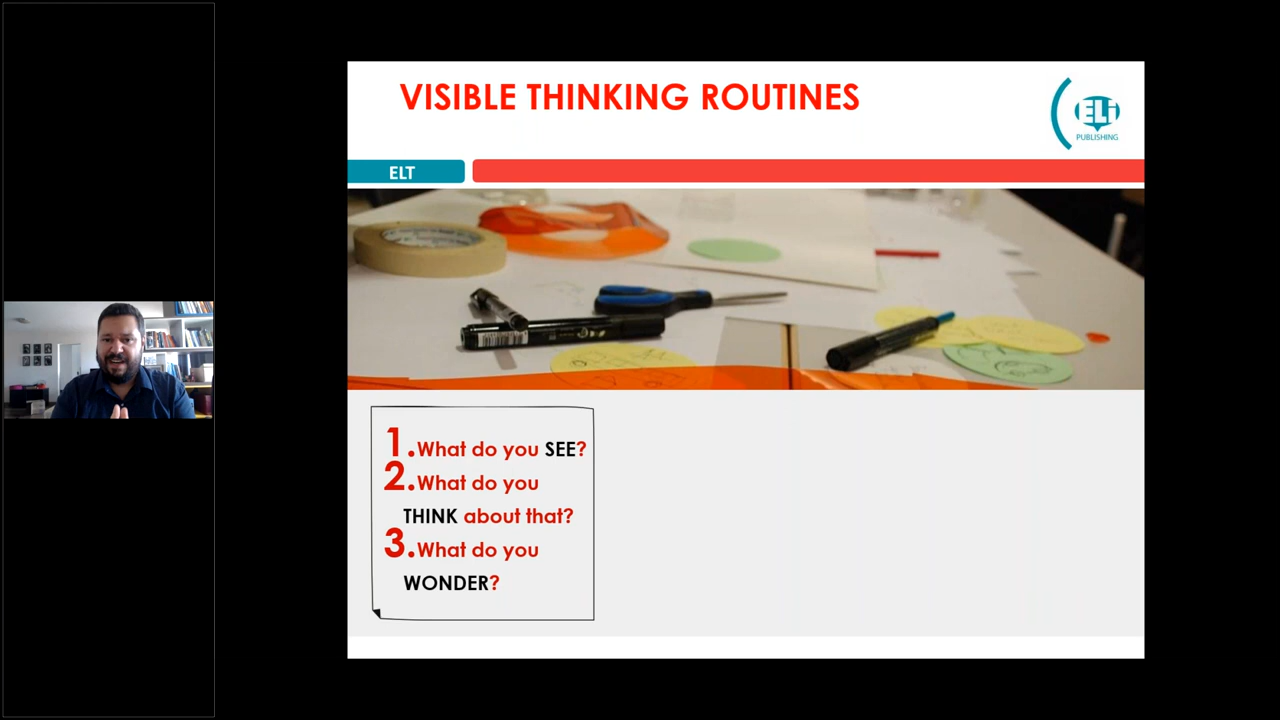 VISIBLE THINKING ROUTINES
ELi
PUBLISHING
ELT
1.What do you SEE?
2.What do you
THINK about that?
3.What do you
WONDER?